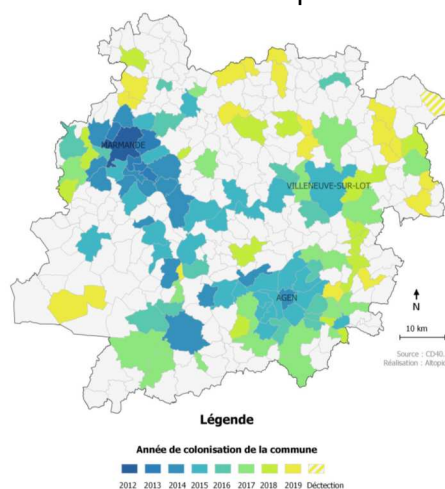 MARMANDE
VILLENEUVE-SUR-LOT
AGEN
N
10 km
Source : CD40.
Réalisation : Altopic
Légende
Année de colonisation de la commune
2012 2013 2014 2015 2016 2017 2018 2019 Déctection